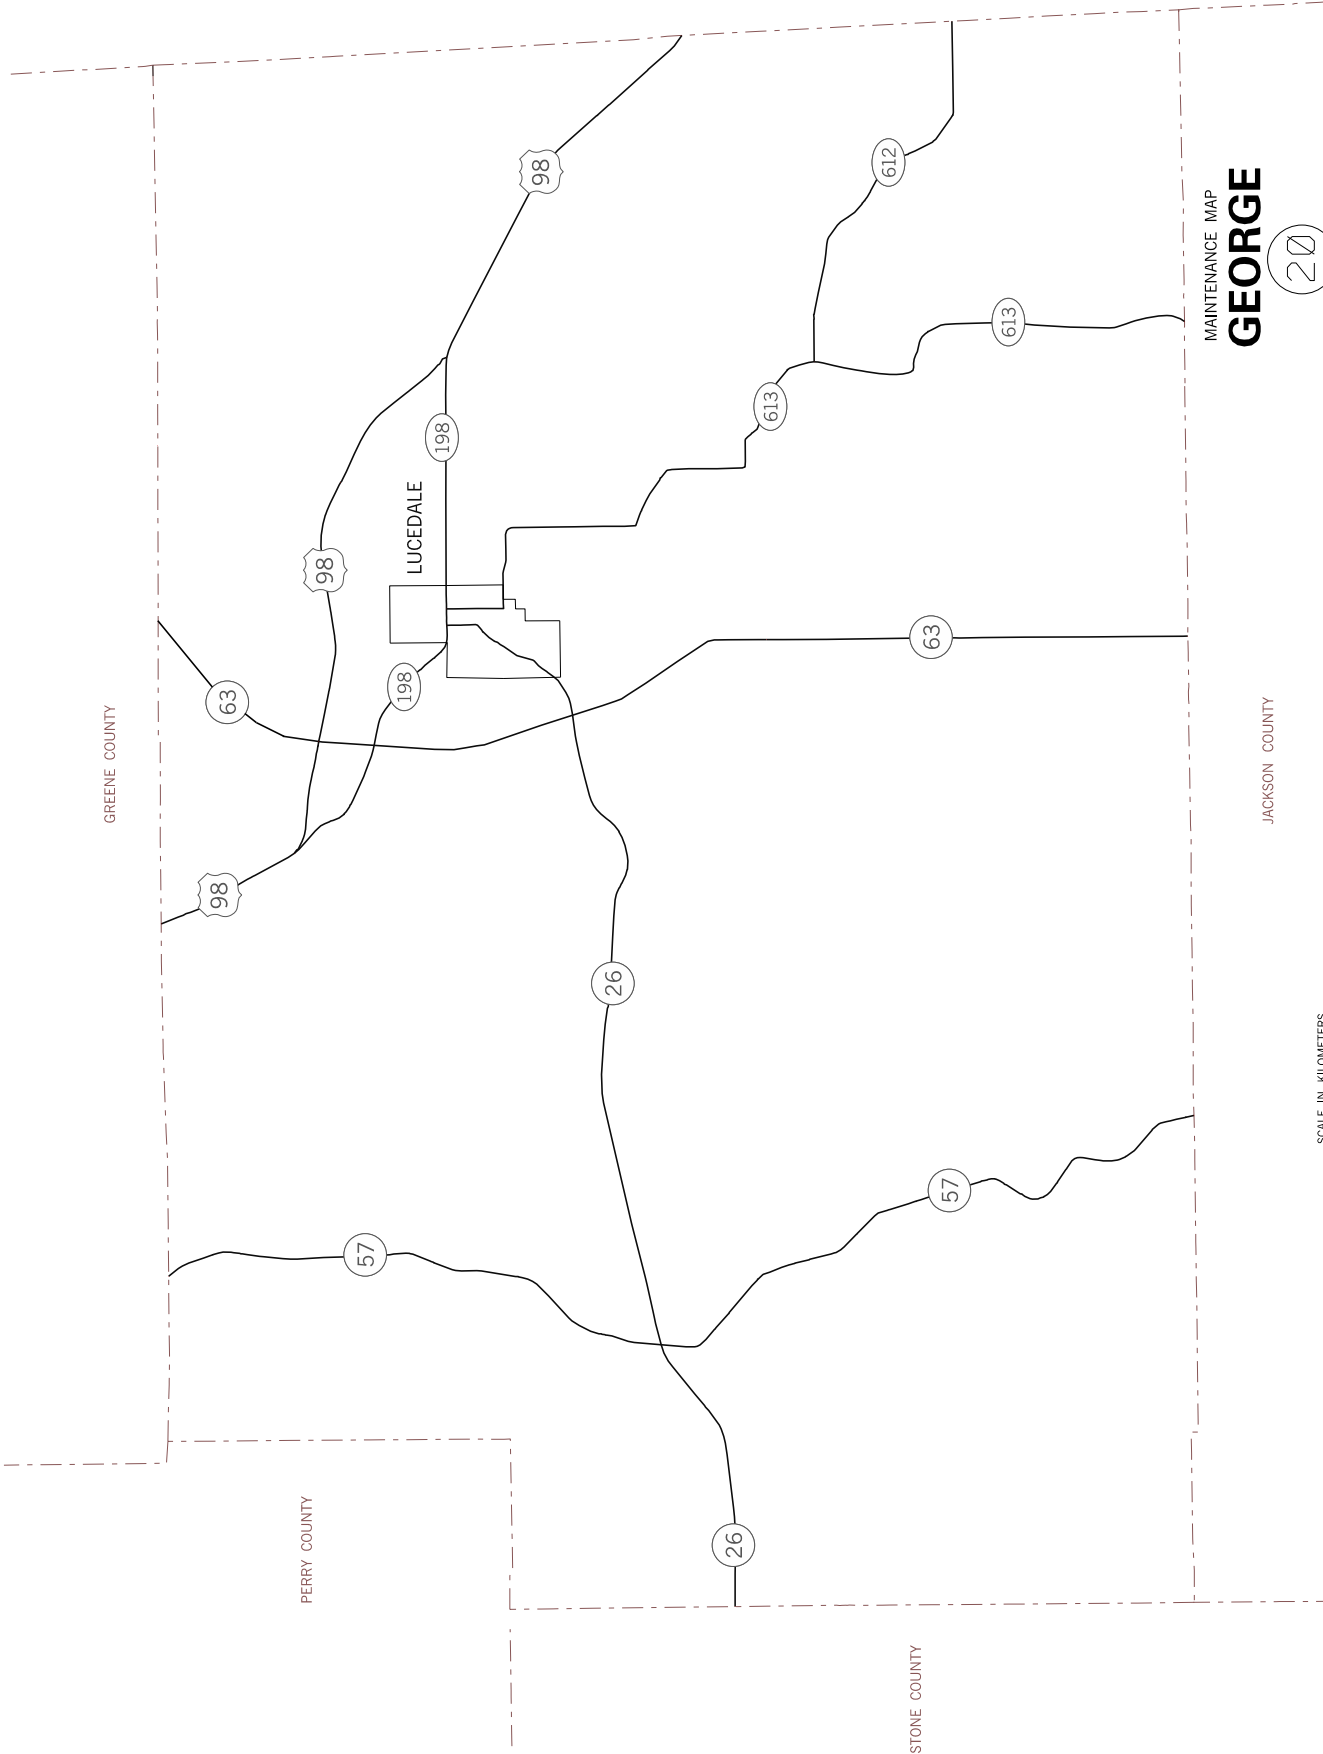 GREENE COUNTY
PERRY COUNTY
STONE COUNTY
JACKSON COUNTY
LUCEDALE
98
98
98
63
63
198
198
26
26
57
57
612
613
613
MAINTENANCE MAP
GEORGE
20
SCALE IN KILOMETERS